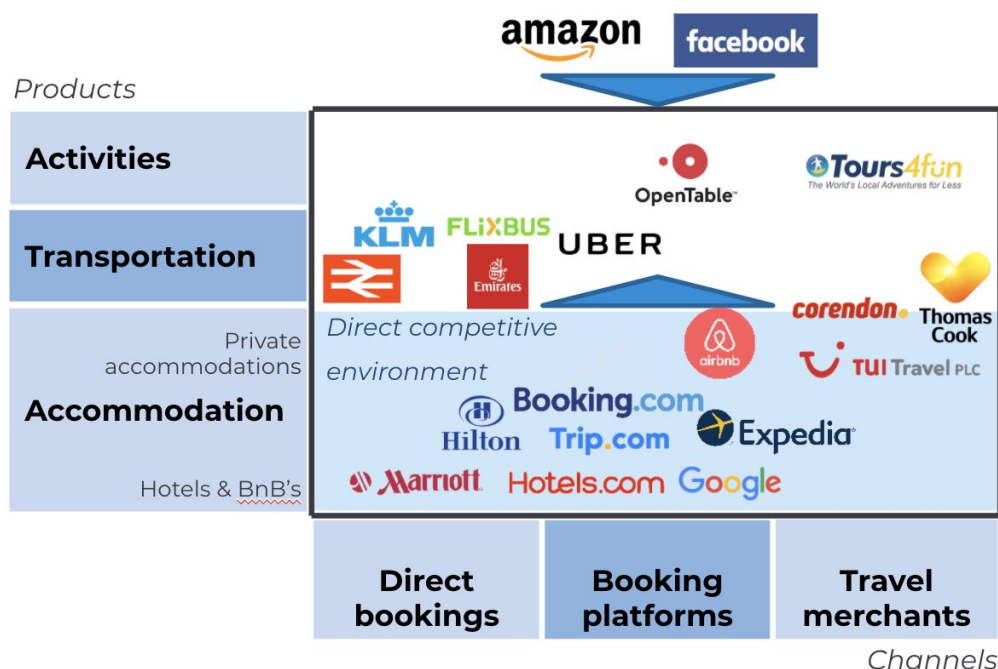 amazon
facebook
Products
Activities
OpenTable™
Tours4fun
The World's Local Adventures for Less
Transportation
KLM
FLiXBUS
UBER
Emirates
corendon.
Thomas
Cook
Private
accommodations
Direct competitive
environment
airbnb
TUI Travel PLC
Accommodation
Booking.com
Hilton
Trip.com
Expedia
Hotels & BnB's
Marriott
Hotels.com
Google
Direct
bookings
Booking
platforms
Travel
merchants
Channels